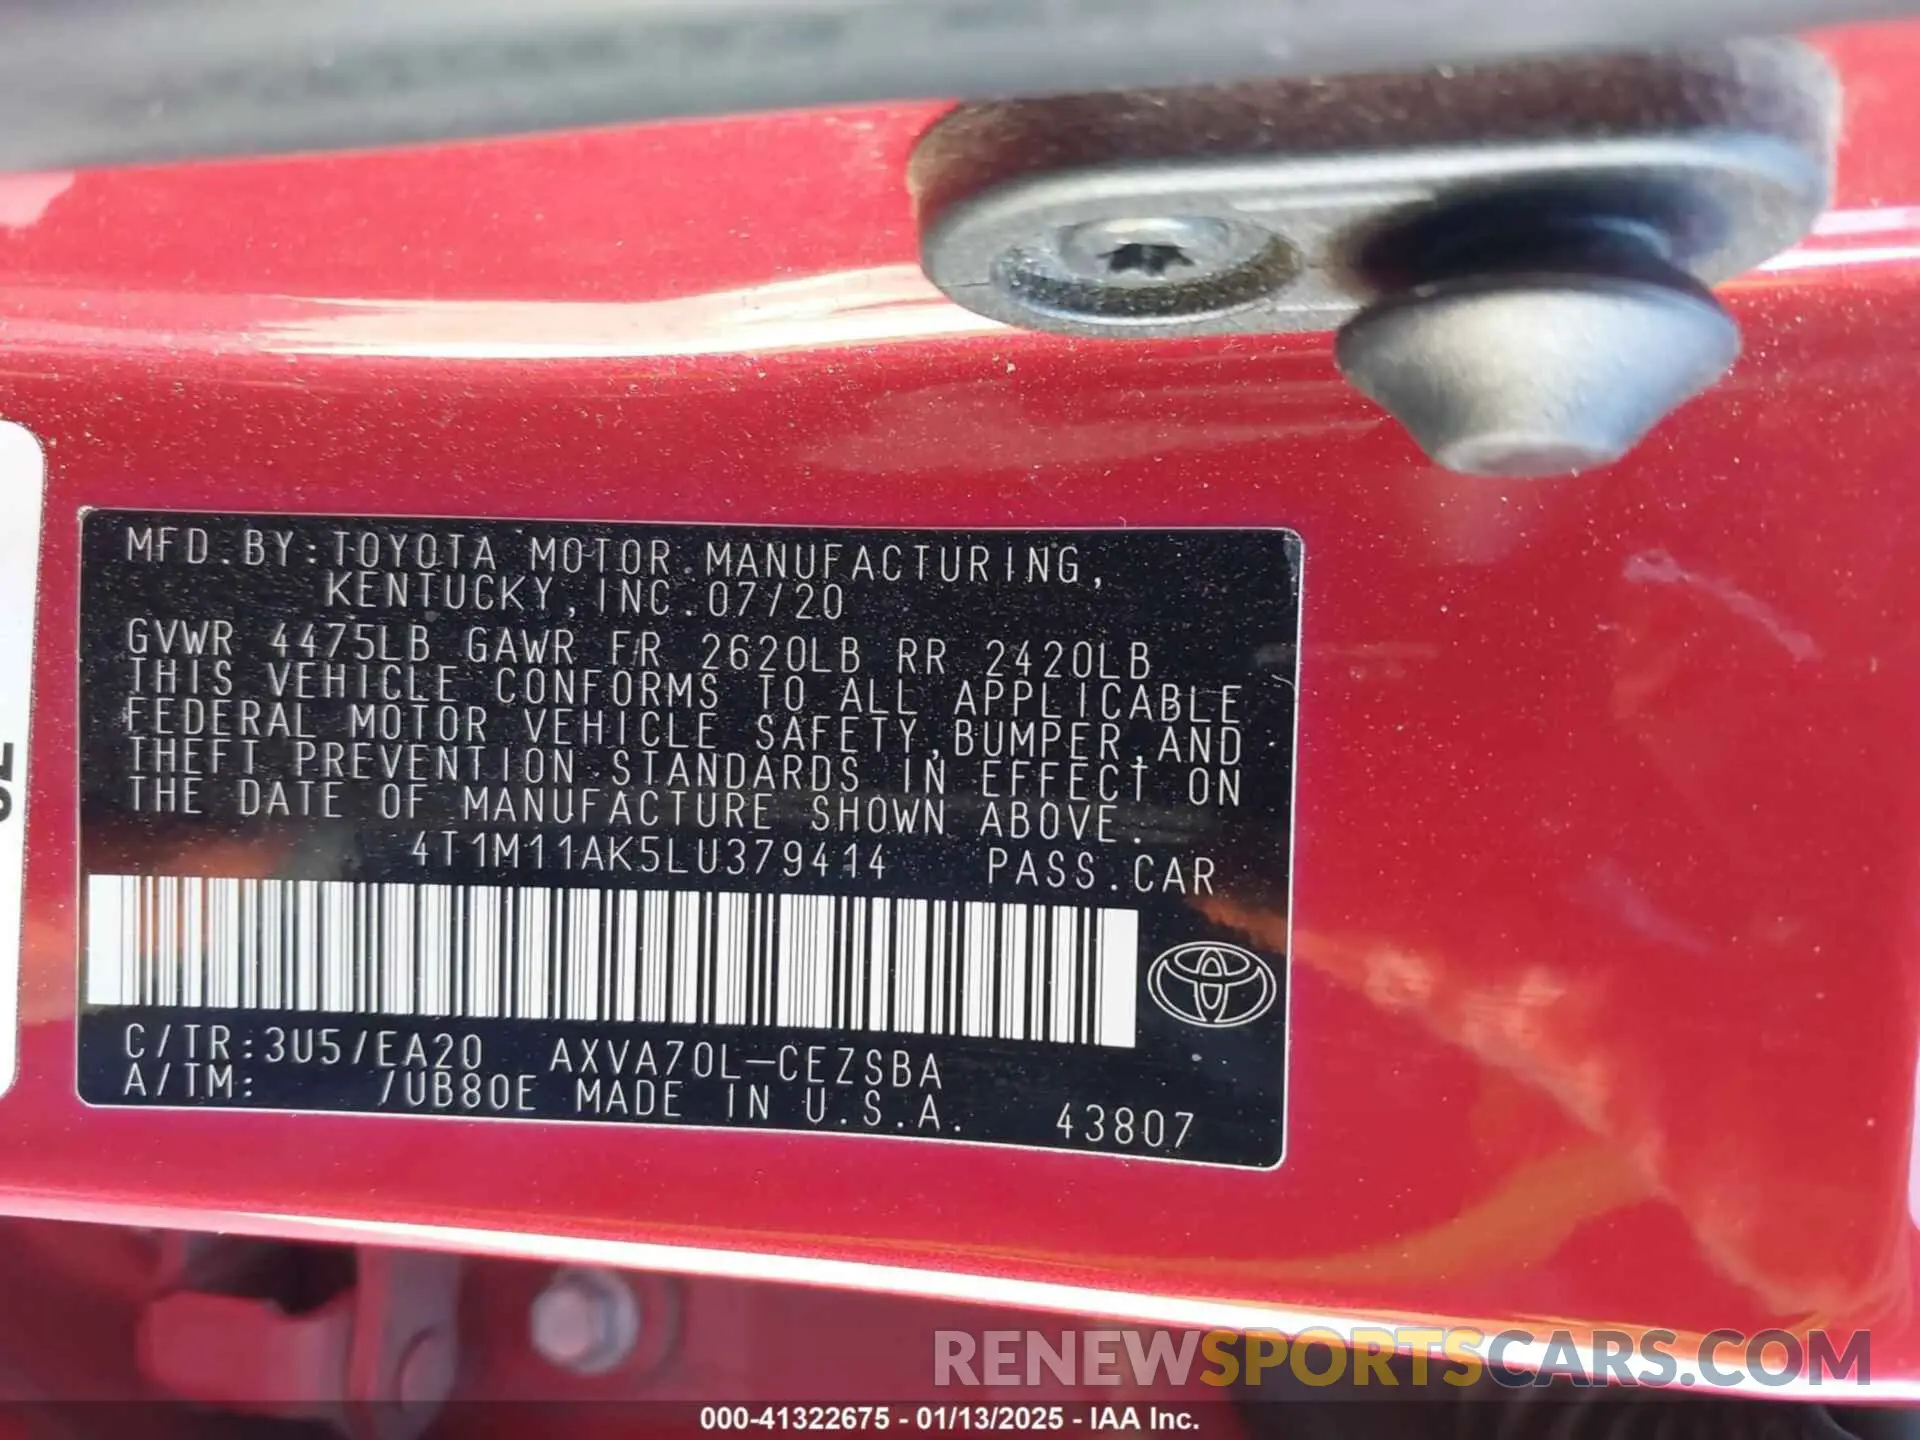 MFD.BY:TOYOTA MOTOR MANUFACTURING,
KENTUCKY, INC. 07/20
GVWR 4475LB GAWR FR 2620LB RR 2420LB
THIS VEHICLE CONFORMS TO ALL APPLICABLE
FEDERAL MOTOR VEHICLE SAFETY, BUMPER, AND
THEFT PREVENTION STANDARDS IN EFFECT ON
THE DATE OF MANUFACTURE SHOWN ABOVE.
4T1M11AK5LU379414 PASS.CAR
C/TR:3U5/EA20 AXVA70L-CEZSBA
A/TM: /UB80E MADE IN U.S.A. 43807
RENEWSPORTSCARS.COM
000-41322675 - 01/13/2025 - IAA Inc.